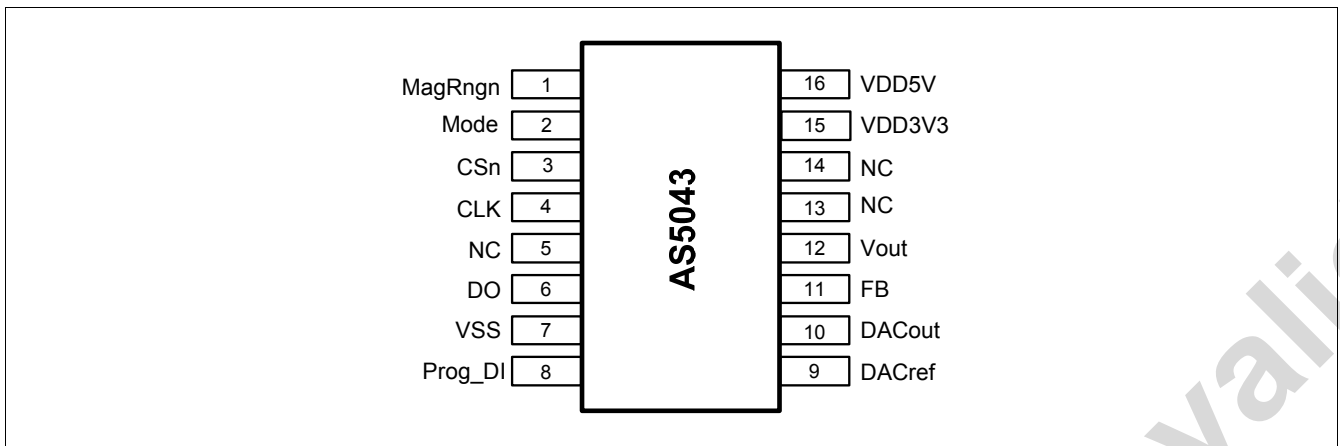 MagRngn 1
Mode 2
CSn 3
CLK 4
NC 5
DO 6
VSS 7
Prog_DI 8
AS5043
16 VDD5V
15 VDD3V3
14 NC
13 NC
12 Vout
11 FB
10 DACout
9 DACref